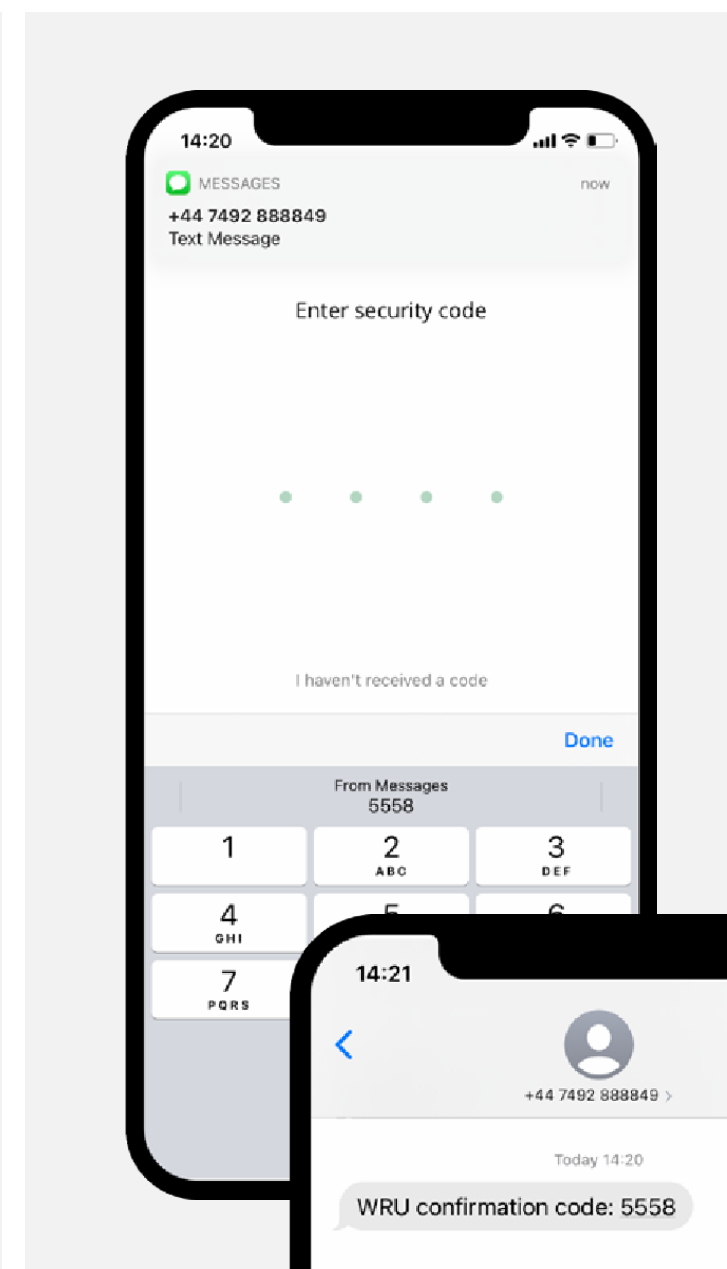 14:20
MESSAGES now
+44 7492 888849
Text Message
Enter security code
I haven't received a code
Done
From Messages
5558
1 2 3
ABC DEF
4
GHI
7
PQRS
14:21
+44 7492 888849 >
Today 14:20
WRU confirmation code: 5558